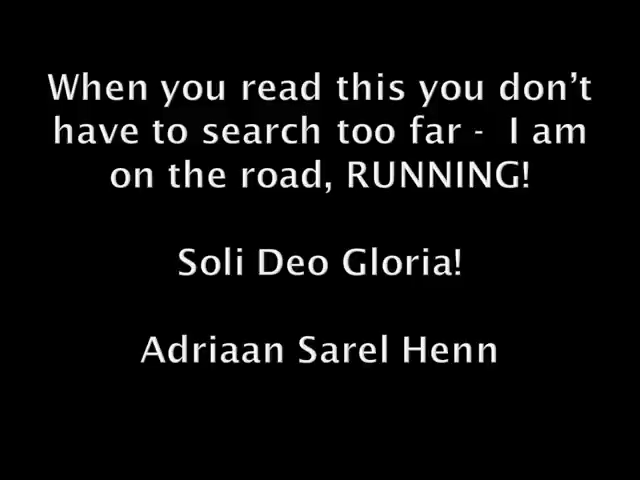 When you read this you don’t
have to search too far -  I am
on the road, RUNNING!
Soli Deo Gloria!
Adriaan Sarel Henn